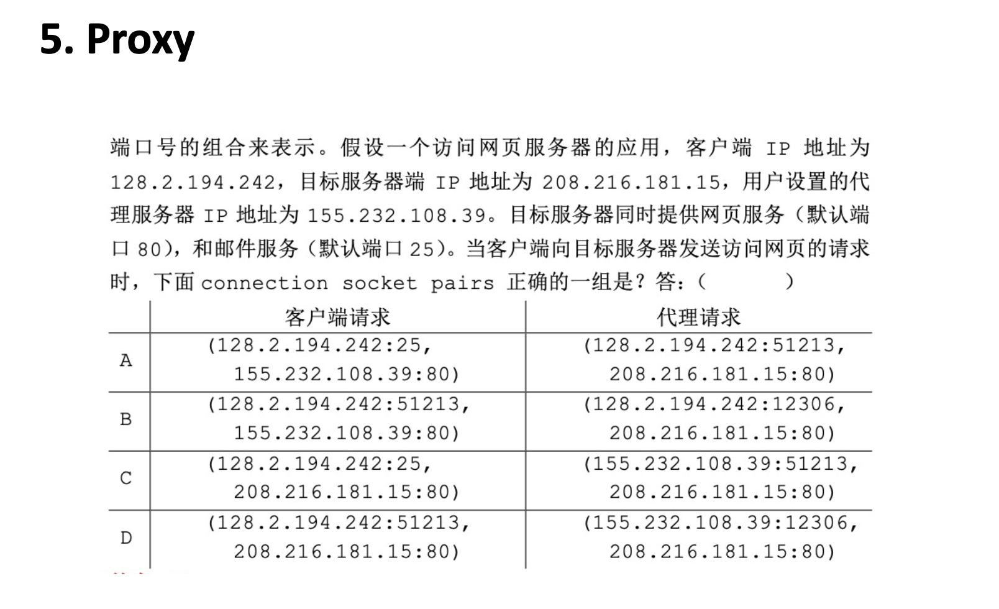 5. Proxy
端口号的组合来表示。假设一个访问网页服务器的应用，客户端 IP 地址为
128.2.194.242，目标服务器端 IP 地址为 208.216.181.15，用户设置的代
理服务器 IP 地址为 155.232.108.39。目标服务器同时提供网页服务（默认端
口 80），和邮件服务（默认端口 25）。当客户端向目标服务器发送访问网页的请求
时，下面 connection socket pairs 正确的一组是？答：（ ）
客户端请求 代理请求
A (128.2.194.242:25, (128.2.194.242:51213,
155.232.108.39:80) 208.216.181.15:80)
B (128.2.194.242:51213, (128.2.194.242:12306,
155.232.108.39:80) 208.216.181.15:80)
C (128.2.194.242:25, (155.232.108.39:51213,
208.216.181.15:80) 208.216.181.15:80)
D (128.2.194.242:51213, (155.232.108.39:12306,
208.216.181.15:80) 208.216.181.15:80)